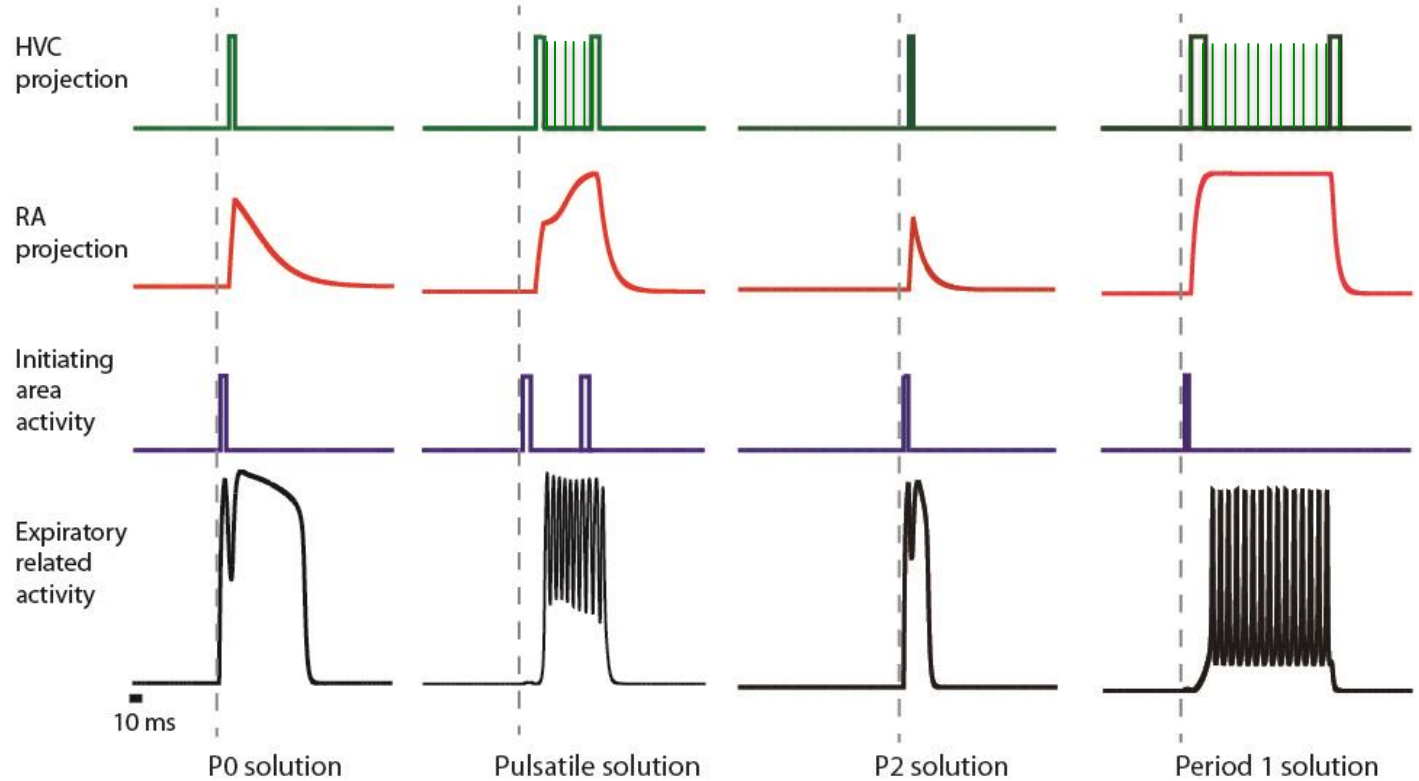 HVC
projection
RA
projection
Initiating
area
activity
Expiratory
related
activity
10 ms
P0 solution
Pulsatile solution
P2 solution
Period 1 solution